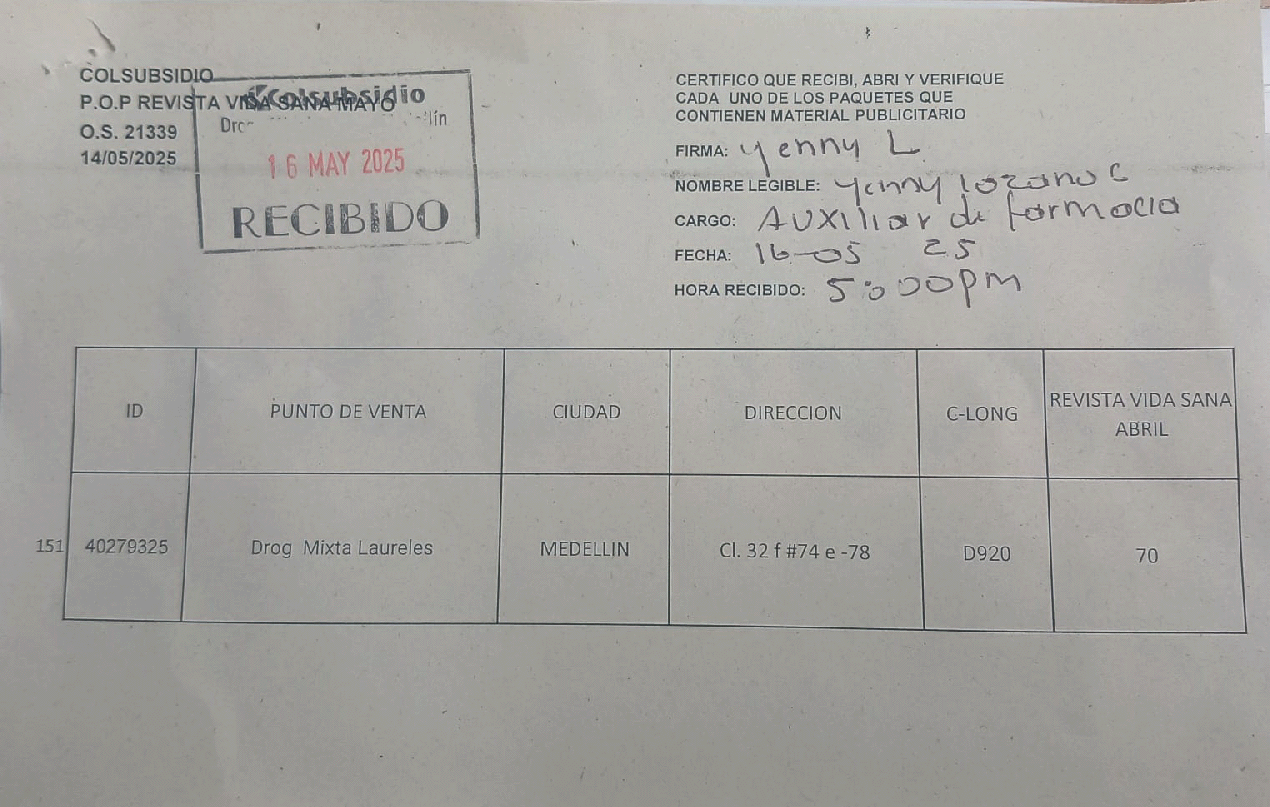 COLSUBSIDIO
P.O.P REVISTA VIDA SANA MAYO
O.S. 21339
14/05/2025
Colsubsidio
16 MAY 2025
RECIBIDO
CERTIFICO QUE RECIBI, ABRI Y VERIFIQUE
CADA UNO DE LOS PAQUETES QUE
CONTIENEN MATERIAL PUBLICITARIO
FIRMA: Yenny L
NOMBRE LEGIBLE: Yenny Lozano C
CARGO: Auxiliar de farmacia
FECHA: 16-05 25
HORA RECIBIDO: 5:00pm
ID PUNTO DE VENTA CIUDAD DIRECCION C-LONG REVISTA VIDA SANA
ABRIL
151 40279325 Drog Mixta Laureles MEDELLIN Cl. 32 f #74 e -78 D920 70